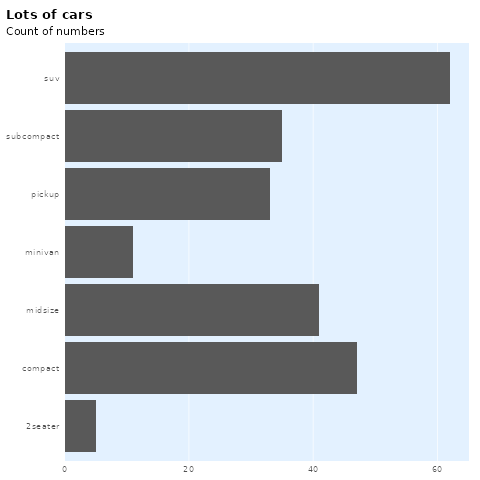 Lots of cars
Count of numbers
suv
subcompact
pickup
minivan
midsize
compact
2seater
0 20 40 60